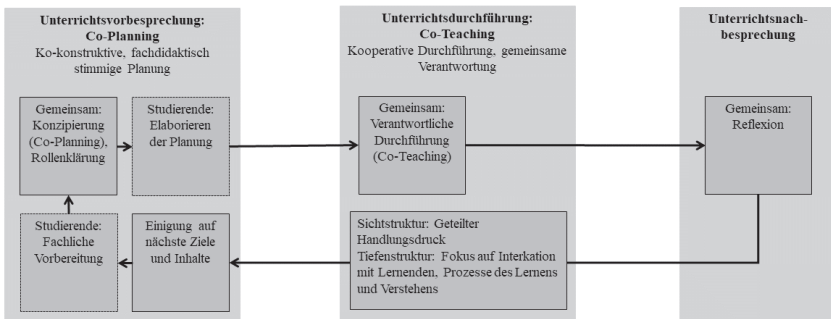 Unterrichtsvorbesprechung:
Co-Planning
Ko-konstruktive, fachdidaktisch
stimmige Planung
Gemeinsam:
Konzipierung
(Co-Planning),
Rollenklärung
Studierende:
Elaborieren
der Planung
Studierende:
Fachliche
Vorbereitung
Einigung auf
nächste Ziele
und Inhalte
Unterrichtsdurchführung:
Co-Teaching
Kooperative Durchführung, gemeinsame
Verantwortung
Gemeinsam:
Verantwortliche
Durchführung
(Co-Teaching)
Sichtstruktur: Geteilter
Handlungsdruck
Tiefenstruktur: Fokus auf Interkation
mit Lernenden, Prozesse des Lernens
und Verstehens
Unterrichtsnach-
besprechung
Gemeinsam:
Reflexion